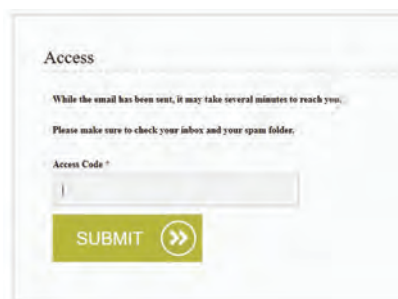 Access
While the email has been sent, it may take several minutes to reach you.
Please make sure to check your inbox and your spam folder.
Access Code *
SUBMIT